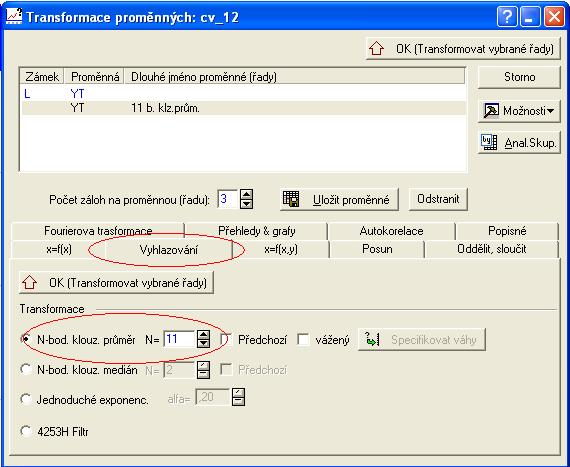 Transformace proměnných: cv_12
OK (Transformovat vybrané řady)
Zámek Proměnná Dlouhé jméno proměnné (řady)
L YT
YT 11 b. klz.prům.
Storno
Možnosti
Anal.Skup.
Počet záloh na proměnnou (řadu): 3 Uložit proměnné Odstranit
Fourierova trasformace Přehledy & grafy Autokorelace Popisné
x=f(x) Vyhlazování x=f(x,y) Posun Oddělit, sloučit
OK (Transformovat vybrané řady)
Transformace
N-bod. klouz. průměr N= 11 Předchozí vážený Specifikovat váhy
N-bod. klouz. medián N= 2 Předchozí
Jednoduché exponenc. alfa= ,20
4253H Filtr